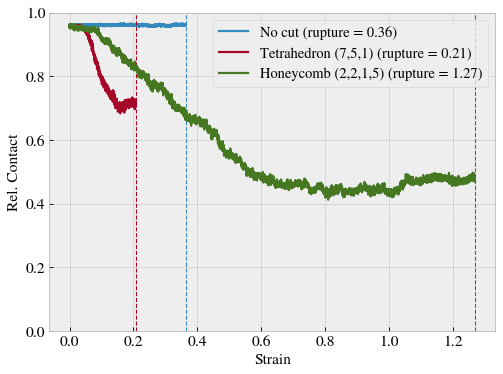 1.0
0.8
0.6
0.4
0.2
0.0
Rel. Contact
No cut (rupture = 0.36)
Tetrahedron (7,5,1) (rupture = 0.21)
Honeycomb (2,2,1,5) (rupture = 1.27)
0.0 0.2 0.4 0.6 0.8 1.0 1.2
Strain